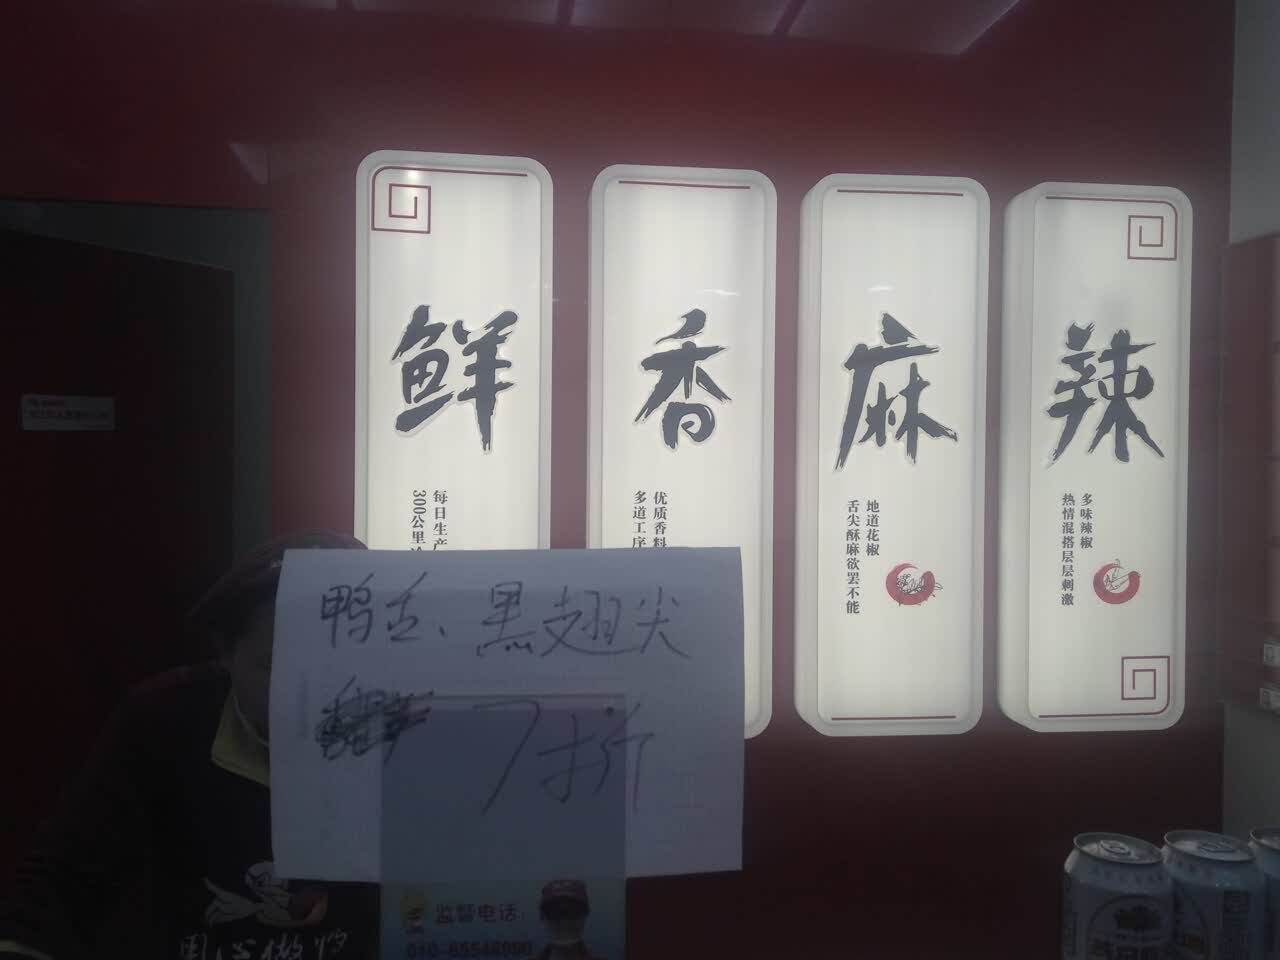 鲜
每日生产
300公里冷
香
优质香料
多道工序
麻
地道花椒
舌尖酥麻欲罢不能
辣
多味辣椒
热情混搭层层刺激
鸭舌、黑翅尖
7折
监督电话: